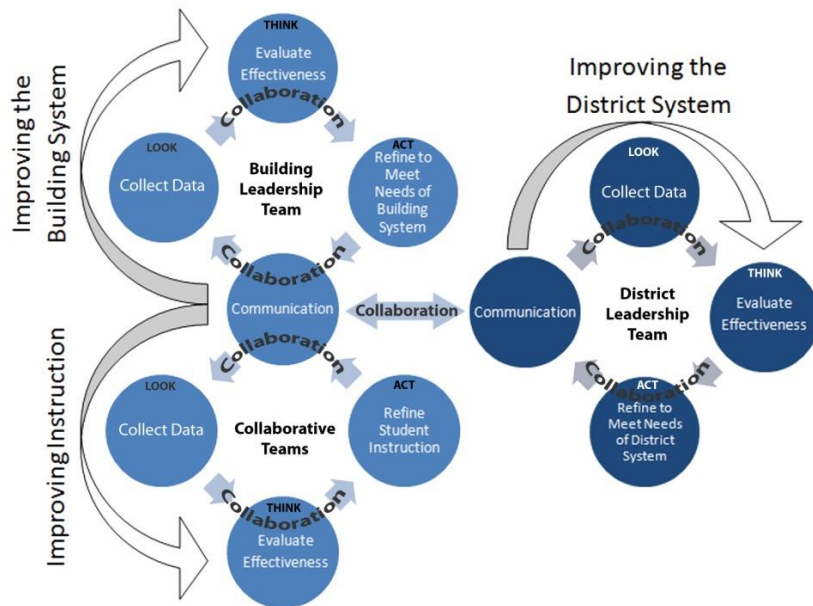 Improving the
Building System
THINK
Evaluate
Effectiveness
Collaboration
LOOK
Collect Data
Building
Leadership
Team
ACT
Refine to
Meet
Needs of
Building
System
Collaboration
Communication
Collaboration
Improving Instruction
LOOK
Collect Data
Collaborative
Teams
ACT
Refine
Student
Instruction
Collaboration
THINK
Evaluate
Effectiveness
Collaboration
Improving the
District System
LOOK
Collect Data
Collaboration
Communication
District
Leadership
Team
THINK
Evaluate
Effectiveness
Collaboration
ACT
Refine to
Meet Needs
of District
System